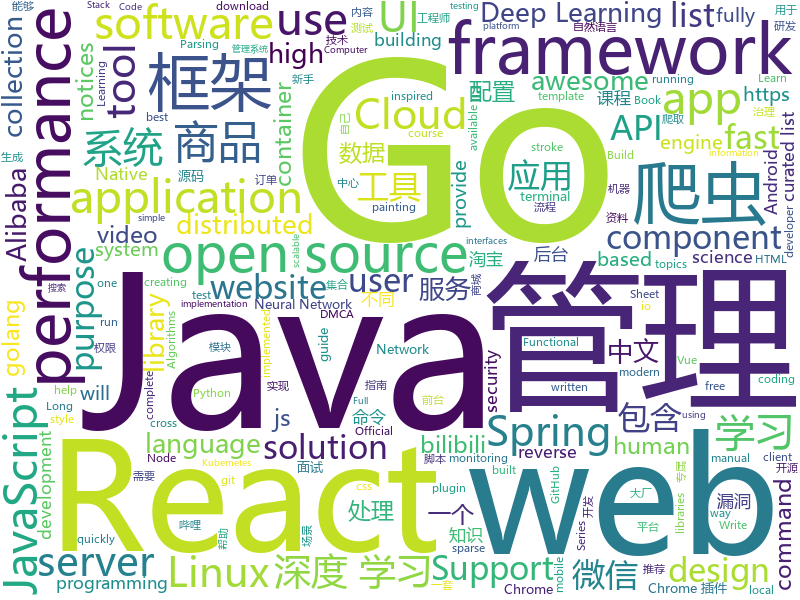 能够 Stack Code download
工程师 Parsing 技术
内容 测试
管理系统 Learning Computer
新手
UI Deep Learning list fully
building platform
自然语言 用于 研发
collection performance
notices software use
high tool
framework
awesome testing running Learn
inspired template
配置 课程 Book https 爬取 治理
best
container 框架 Go
app
系统 商品 Cloud 数据
API fast
available course Build
自己
源码 生成
Native Alibaba
application 工具
订单 中心 painting
provide
stroke terminal 流程
应用
爬虫
engine Android curated list
机器 资料 developer information
distributed
video system
open source
淘宝
component
后台
simple creating scalable
interfaces
based topics science HTML
purpose Java 管理
website user 服务
搜索 one test
Neural Network 不同
集合 DMCA
商城 Sheet io
implementation
golang
run 权限 Algorithms
library
implemented
模块 guide Network
complete Python
实现 指南
Functional Vue modern free
中文 security
written coding
JavaScript will
help Long style
js 命令 Official
Full 前台
Spring 包含 学习
using
development language
cross Node
solution bilibili human
reverse
面试 需要 git
脚本 monitoring
Kubernetes built
一个
GitHub manual client
开源
React web
server css
quickly
处理 知识
plugin
Series 开发
大厂 平台
专属 libraries
漏洞 way Write
command
programming 哔哩 帮助
Linux 深度 学习
场景 Support
一套 sparse
微信
Chrome mobile
design
推荐 Chrome 插件
local